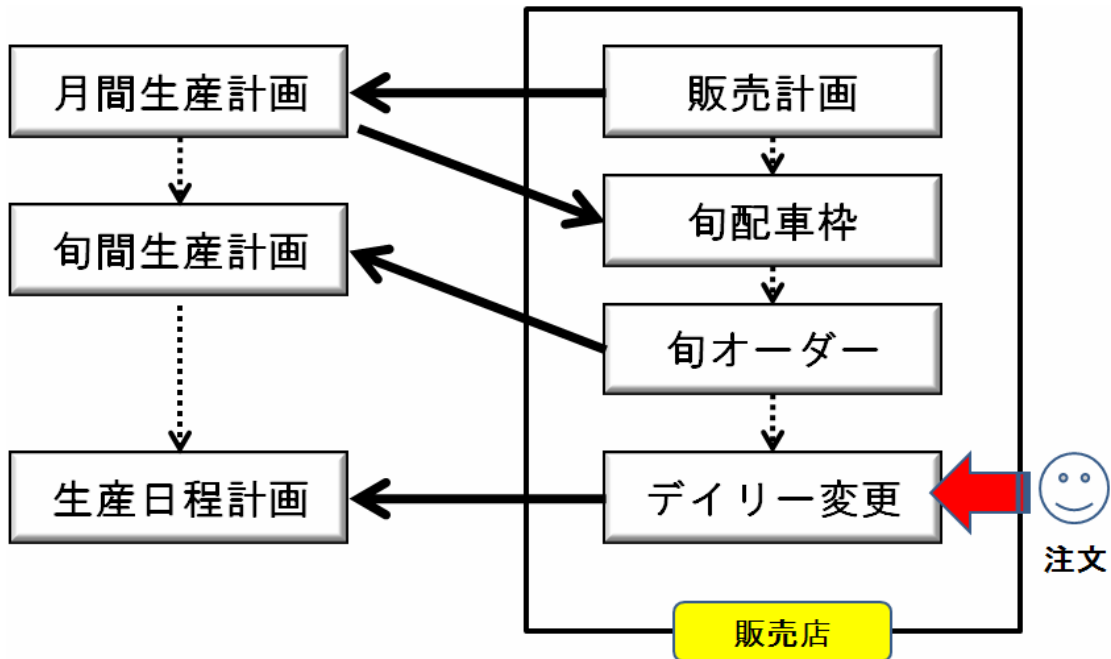 月間生産計画
販売計画
旬配車枠
旬間生産計画
旬オーダー
生産日程計画
デイリー変更
注文
販売店